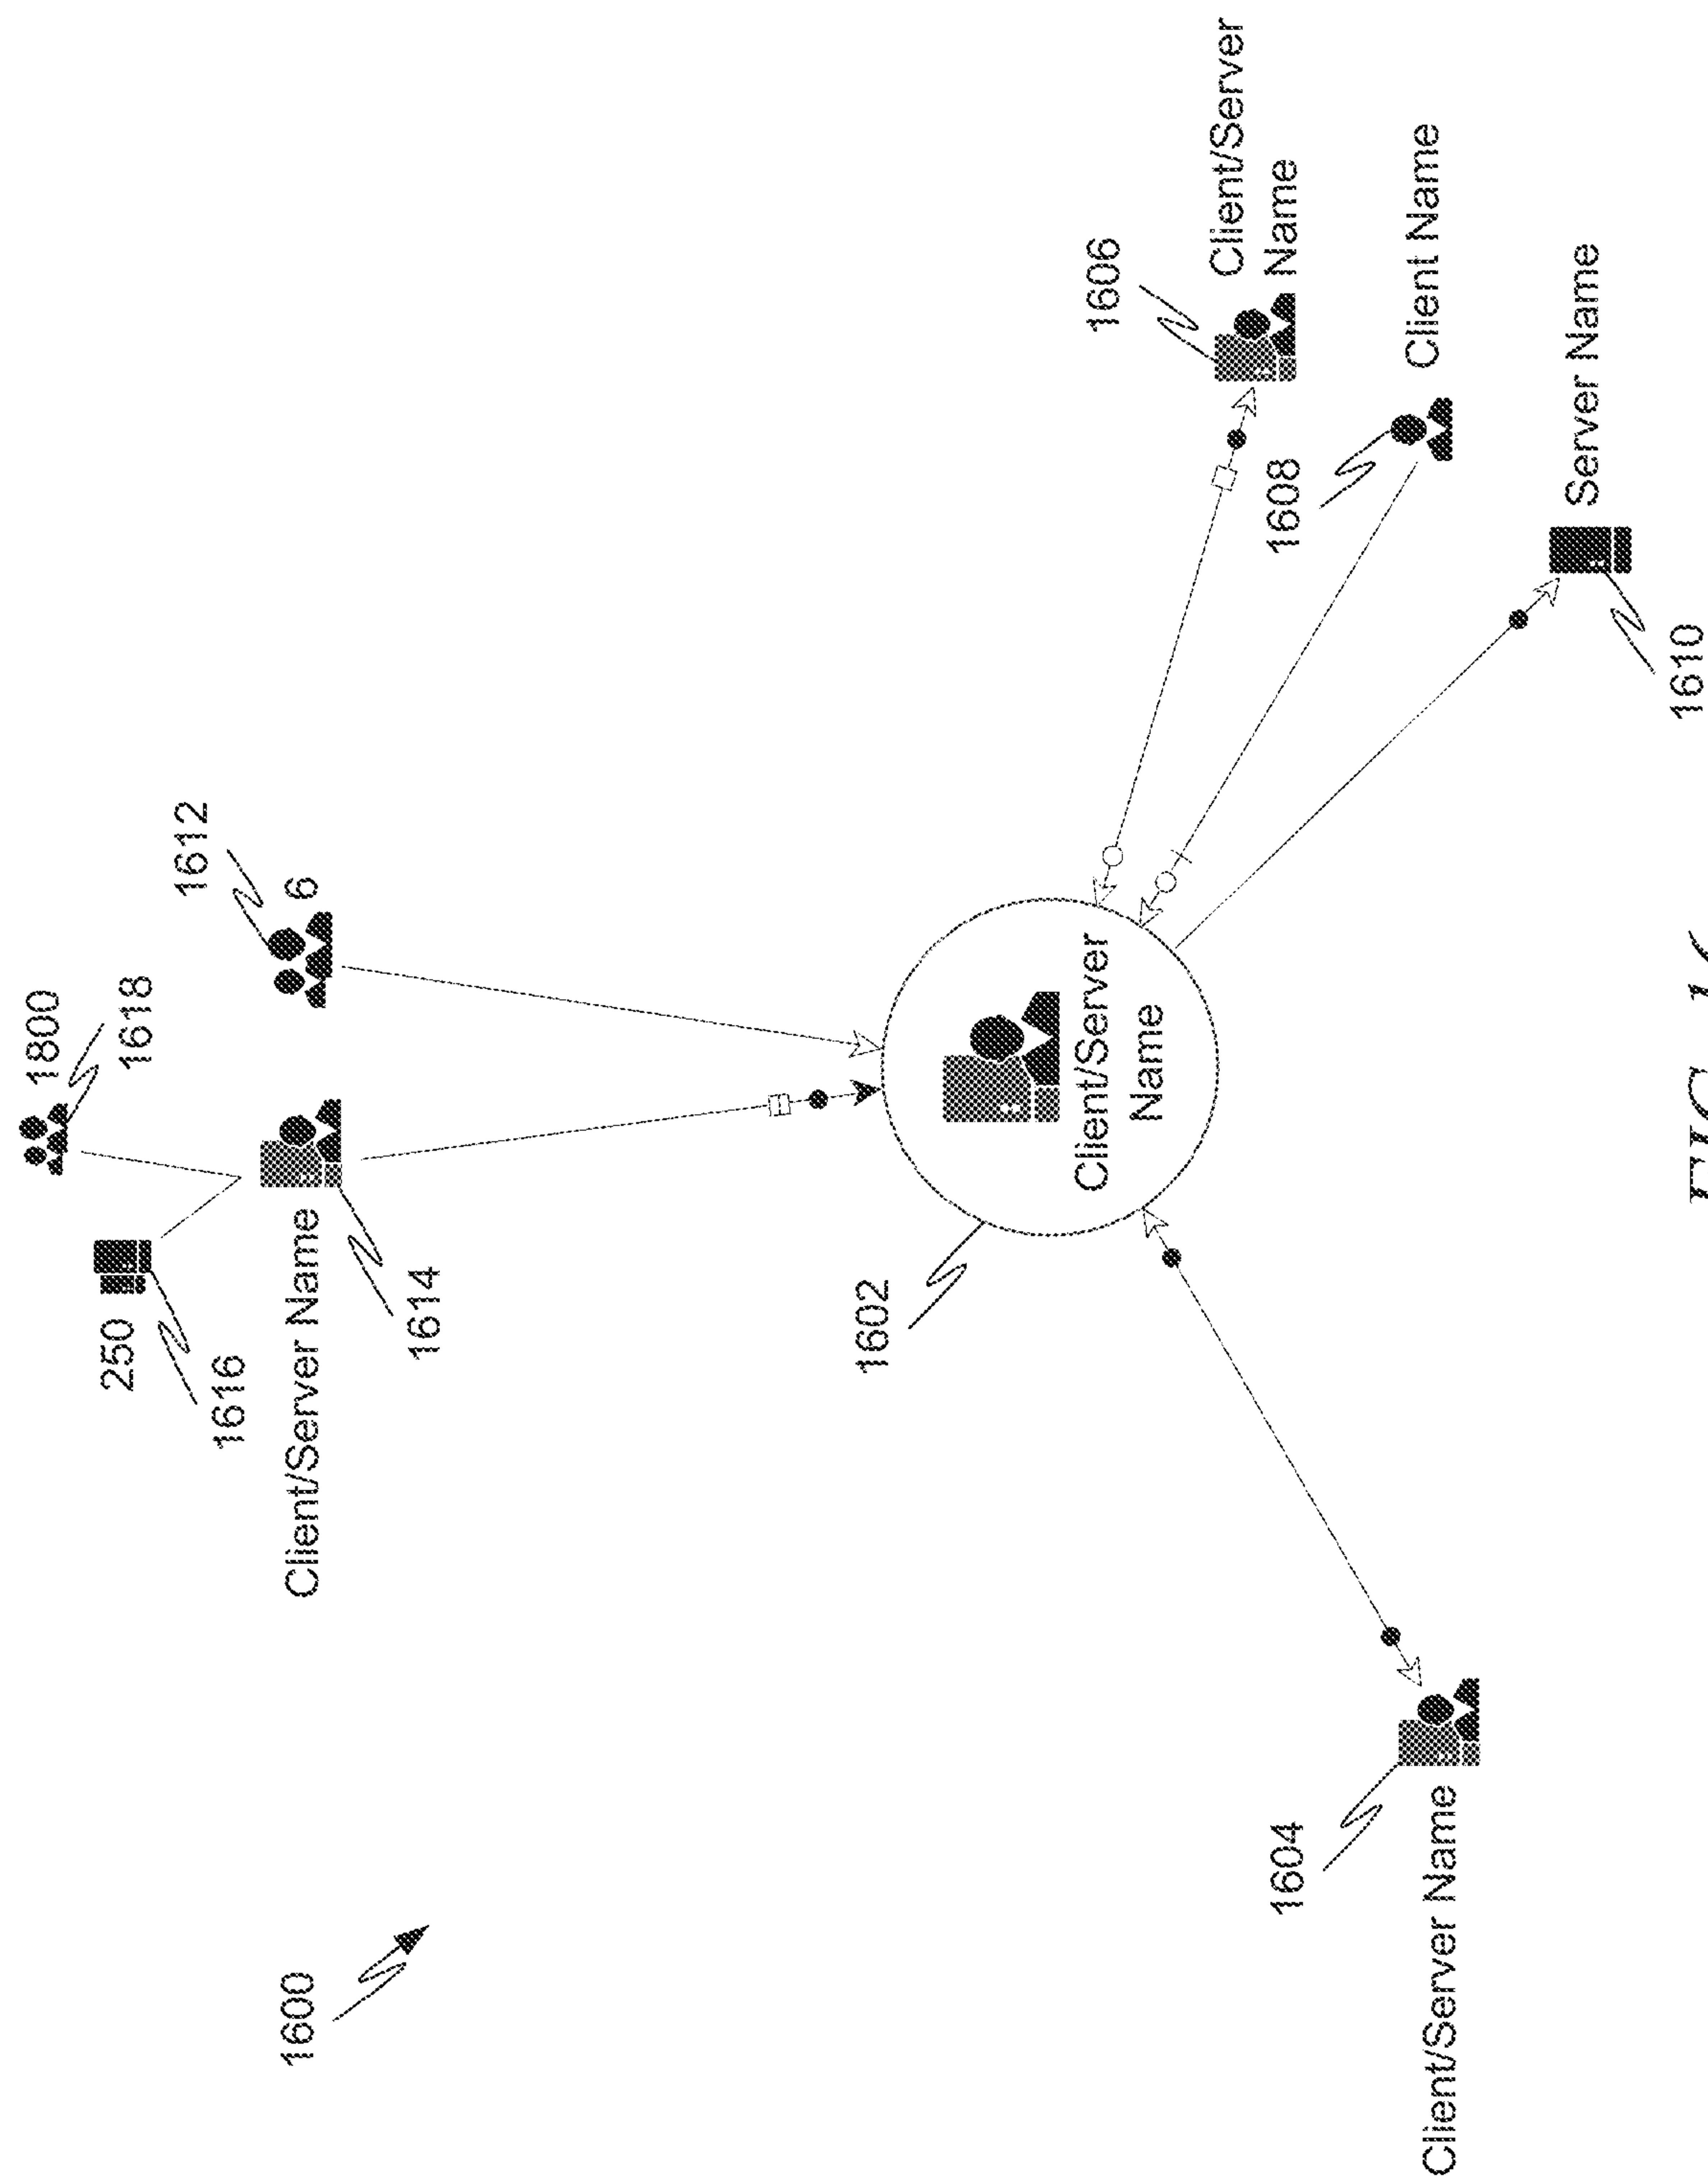 1800
250
1618
1612
1616
1600
Client/Server Name
6
1614
1602
Client/Server
Name
1606
Client/Server
Name
1608
1604
Client Name
Client/Server Name
Server Name
1610